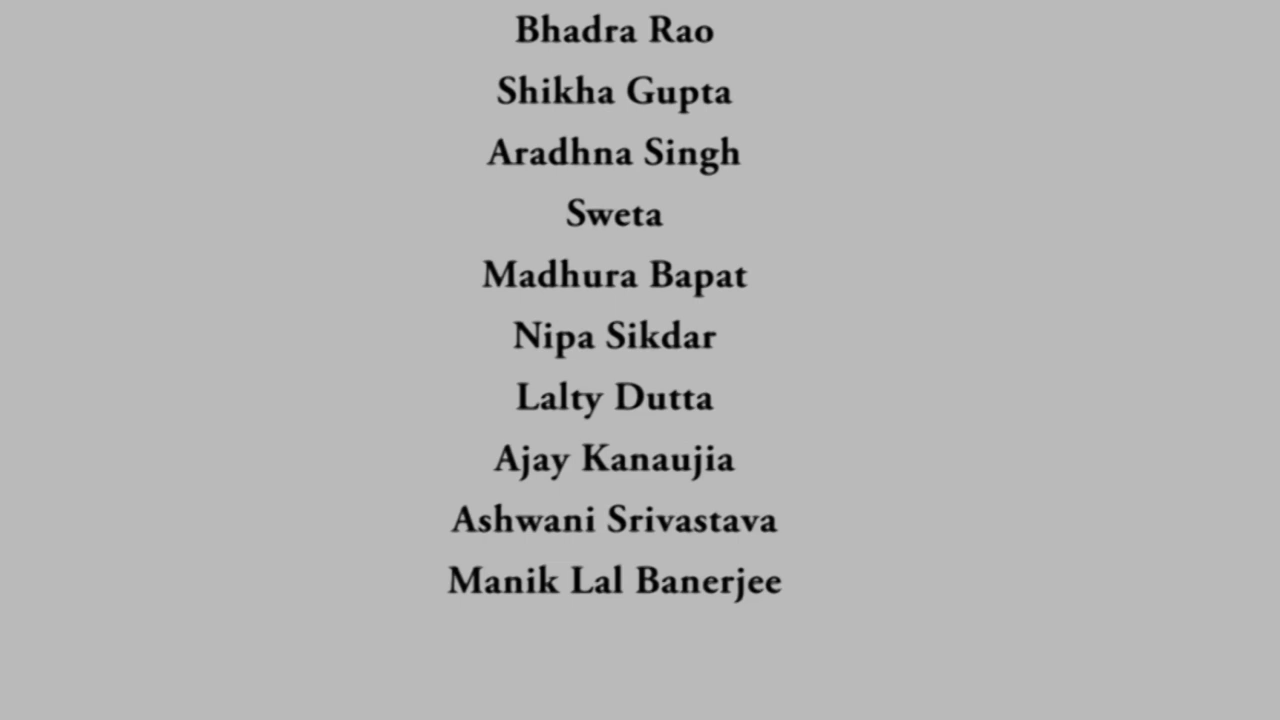 Bhadra Rao
Shikha Gupta
Aradhna Singh
Sweta
Madhura Bapat
Nipa Sikdar
Lalty Dutta
Ajay Kanaujia
Ashwani Srivastava
Manik Lal Banerjee